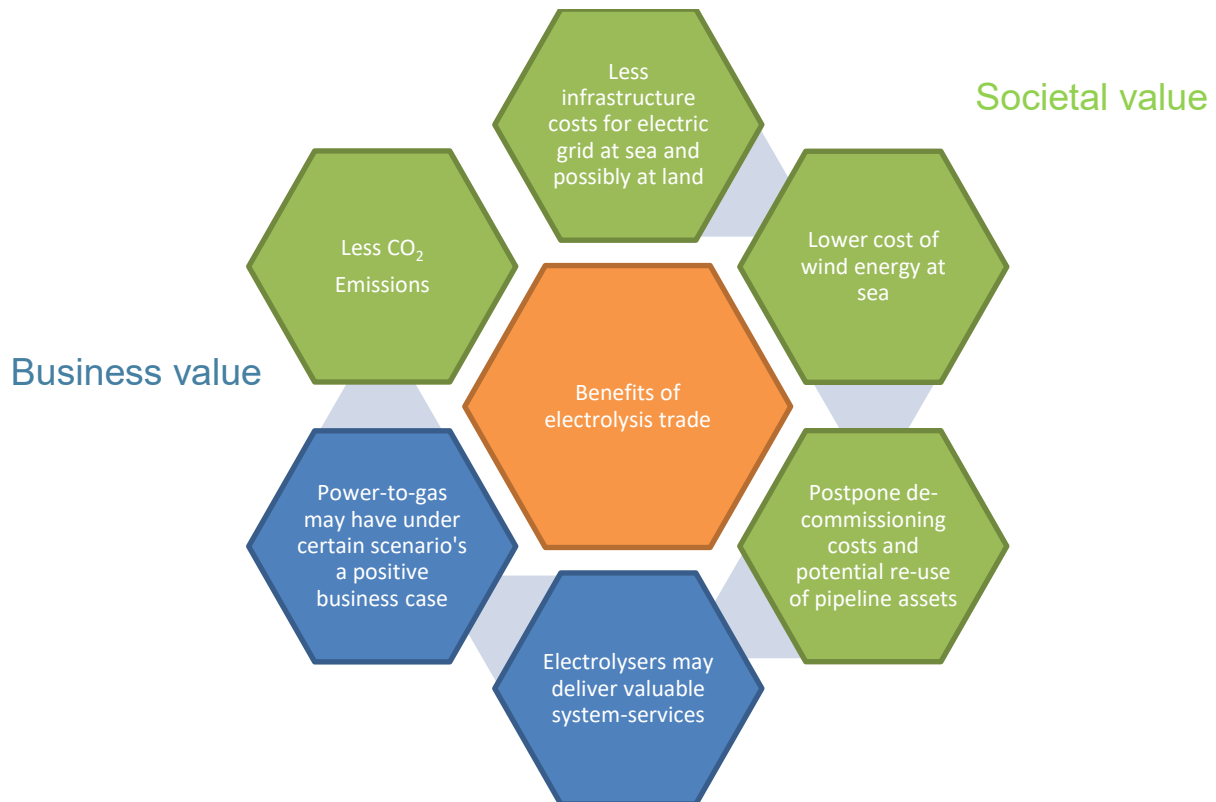 Less
infrastructure
costs for electric
grid at sea and
possibly at land
Societal value
Less CO₂
Emissions
Lower cost of
wind energy at
sea
Business value
Benefits of
electrolysis trade
Power-to-gas
may have under
certain scenario's
a positive
business case
Postpone de-
commissioning
costs and
potential re-use
of pipeline assets
Electrolysers may
deliver valuable
system-services